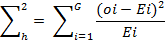 ∑_h^2 = ∑_{i=1}^G (oi − Ei)^2 / Ei